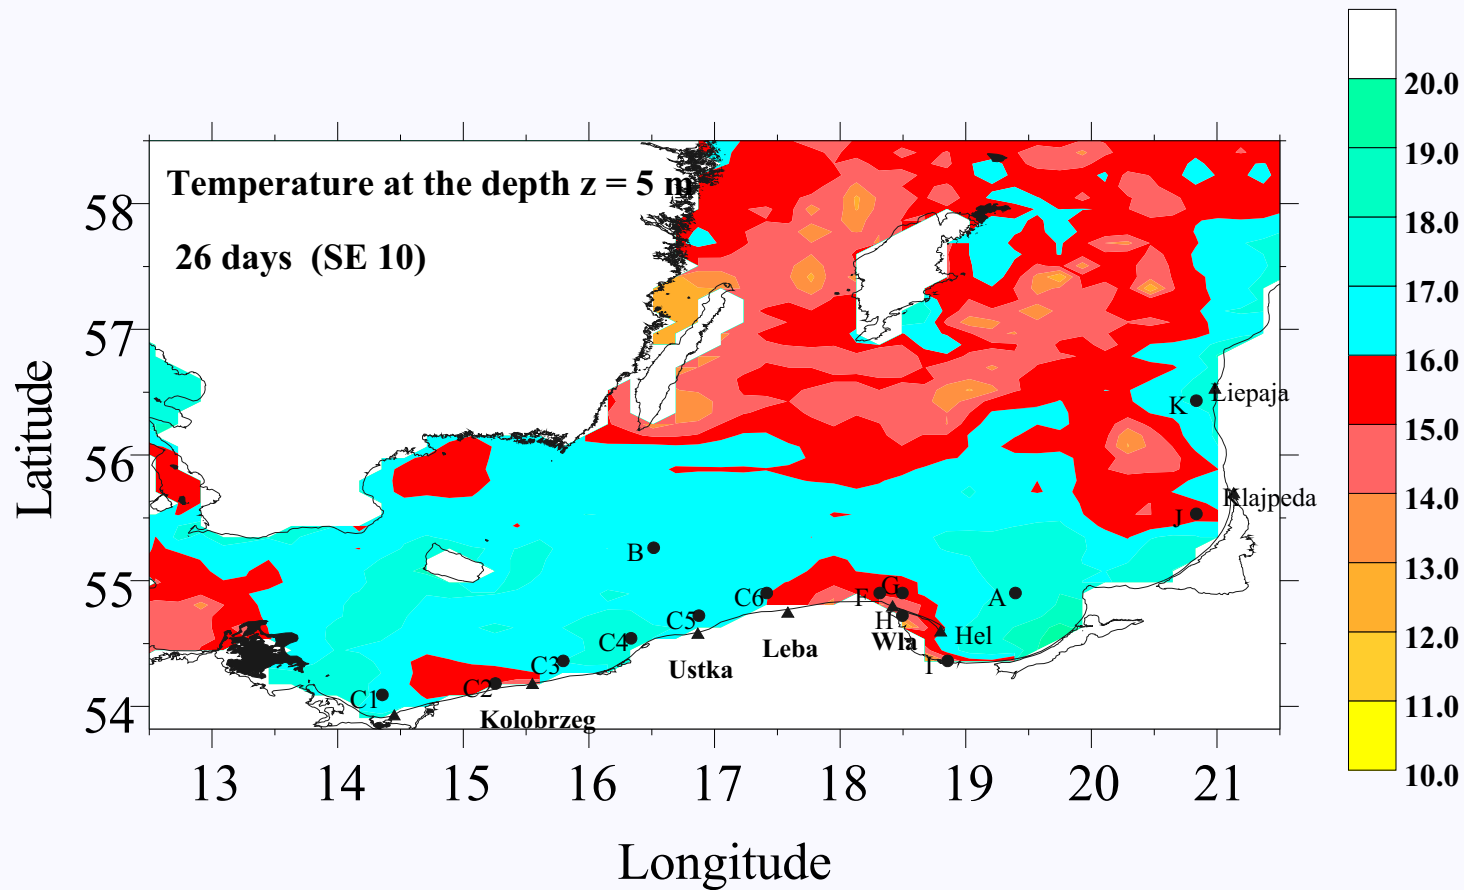 20.0
19.0
18.0
17.0
16.0
15.0
14.0
13.0
12.0
11.0
10.0
Temperature at the depth z = 5 m
26 days (SE 10)
58
57
56
55
54
Latitude
K
Liepaja
Klajpeda
J
B
A
C6
F
G
C5
H
Hel
C4
Wla
Leba
C3
Ustka
I
C2
C1
Kolobrzeg
13
14
15
16
17
18
19
20
21
Longitude